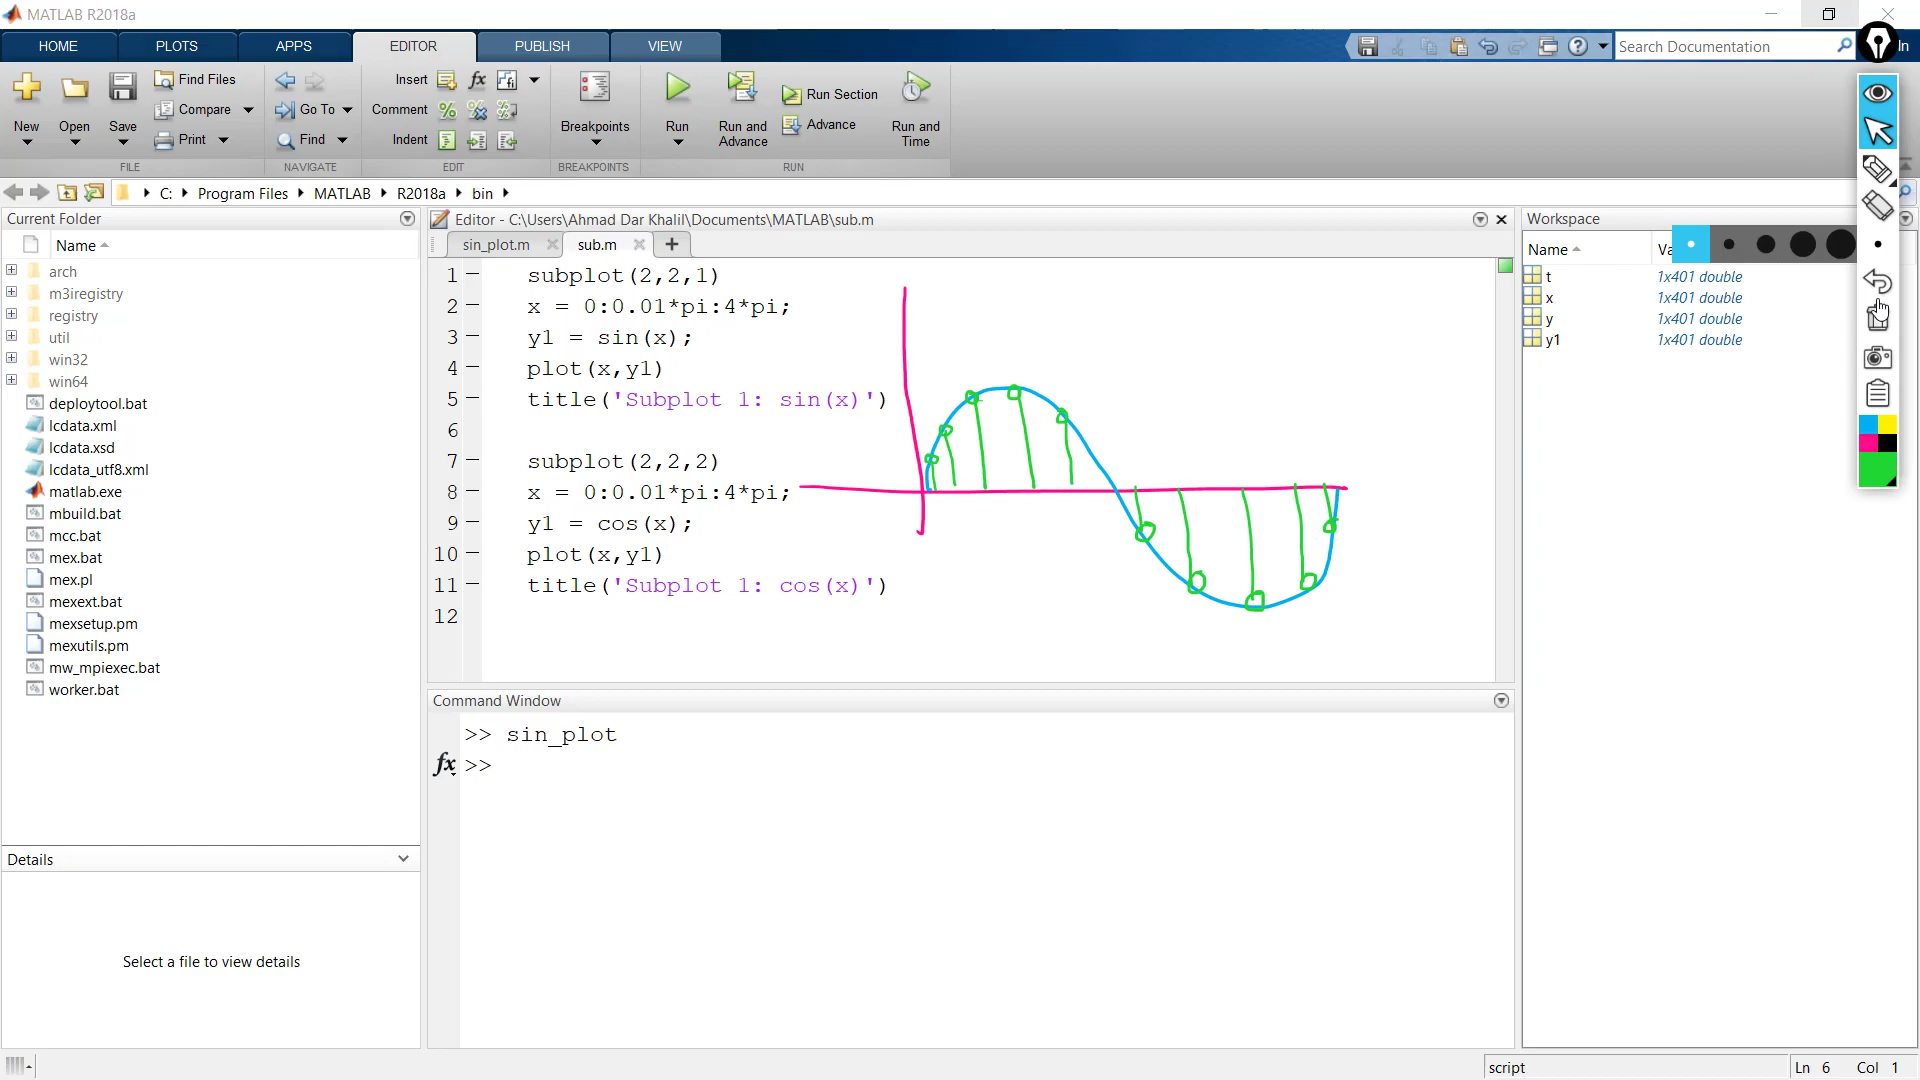 MATLAB R2018a
HOME PLOTS APPS EDITOR PUBLISH VIEW
Search Documentation
In
New Open Save
Find Files
Compare
Print
FILE
Go To
Find
NAVIGATE
Insert fx
Comment
Indent
EDIT
Breakpoints
BREAKPOINTS
Run
Run and Advance
Run Section
Advance
Run and Time
RUN
C: Program Files MATLAB R2018a bin
Current Folder
Name
arch
m3iregistry
registry
util
win32
win64
deploytool.bat
lcdata.xml
lcdata.xsd
lcdata_utf8.xml
matlab.exe
mbuild.bat
mcc.bat
mex.bat
mex.pl
mexext.bat
mexsetup.pm
mexutils.pm
mw_mpiexec.bat
worker.bat
Details
Select a file to view details
Editor - C:\Users\Ahmad Dar Khalil\Documents\MATLAB\sub.m
sin_plot.m sub.m
1 subplot(2,2,1)
2 x = 0:0.01*pi:4*pi;
3 y1 = sin(x);
4 plot(x,y1)
5 title('Subplot 1: sin(x)')
6
7 subplot(2,2,2)
8 x = 0:0.01*pi:4*pi;
9 y1 = cos(x);
10 plot(x,y1)
11 title('Subplot 1: cos(x)')
12
Command Window
>> sin_plot
fx >>
Workspace
Name Va
t 1x401 double
x 1x401 double
y 1x401 double
y1 1x401 double
script Ln 6 Col 1